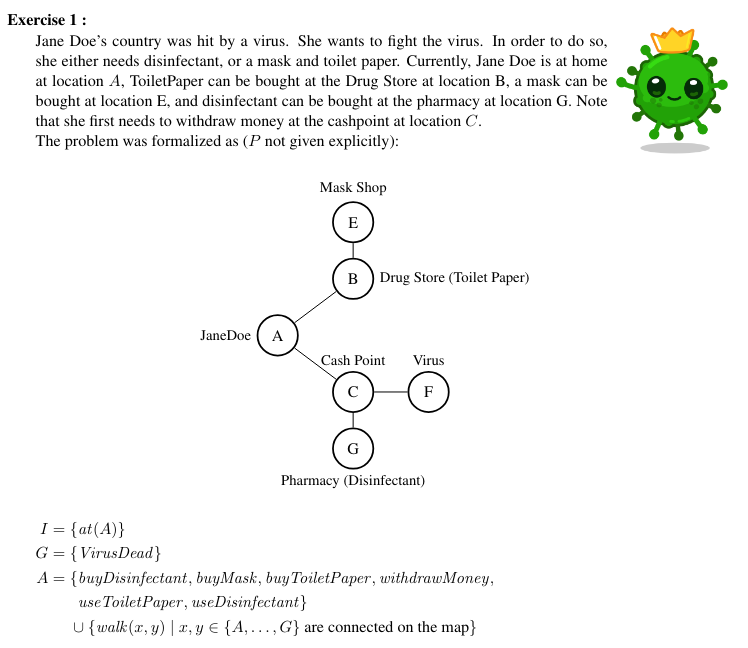 Exercise 1 :
Jane Doe's country was hit by a virus. She wants to fight the virus. In order to do so,
she either needs disinfectant, or a mask and toilet paper. Currently, Jane Doe is at home
at location A, ToiletPaper can be bought at the Drug Store at location B, a mask can be
bought at location E, and disinfectant can be bought at the pharmacy at location G. Note
that she first needs to withdraw money at the cashpoint at location C.
The problem was formalized as (P not given explicitly):
Mask Shop
E
B Drug Store (Toilet Paper)
JaneDoe A
Cash Point Virus
C F
G
Pharmacy (Disinfectant)
I = {at(A)}
G = {VirusDead}
A = {buyDisinfectant, buyMask, buyToiletPaper, withdrawMoney,
useToiletPaper, useDisinfectant}
∪ {walk(x, y) | x, y ∈ {A, . . . , G} are connected on the map}